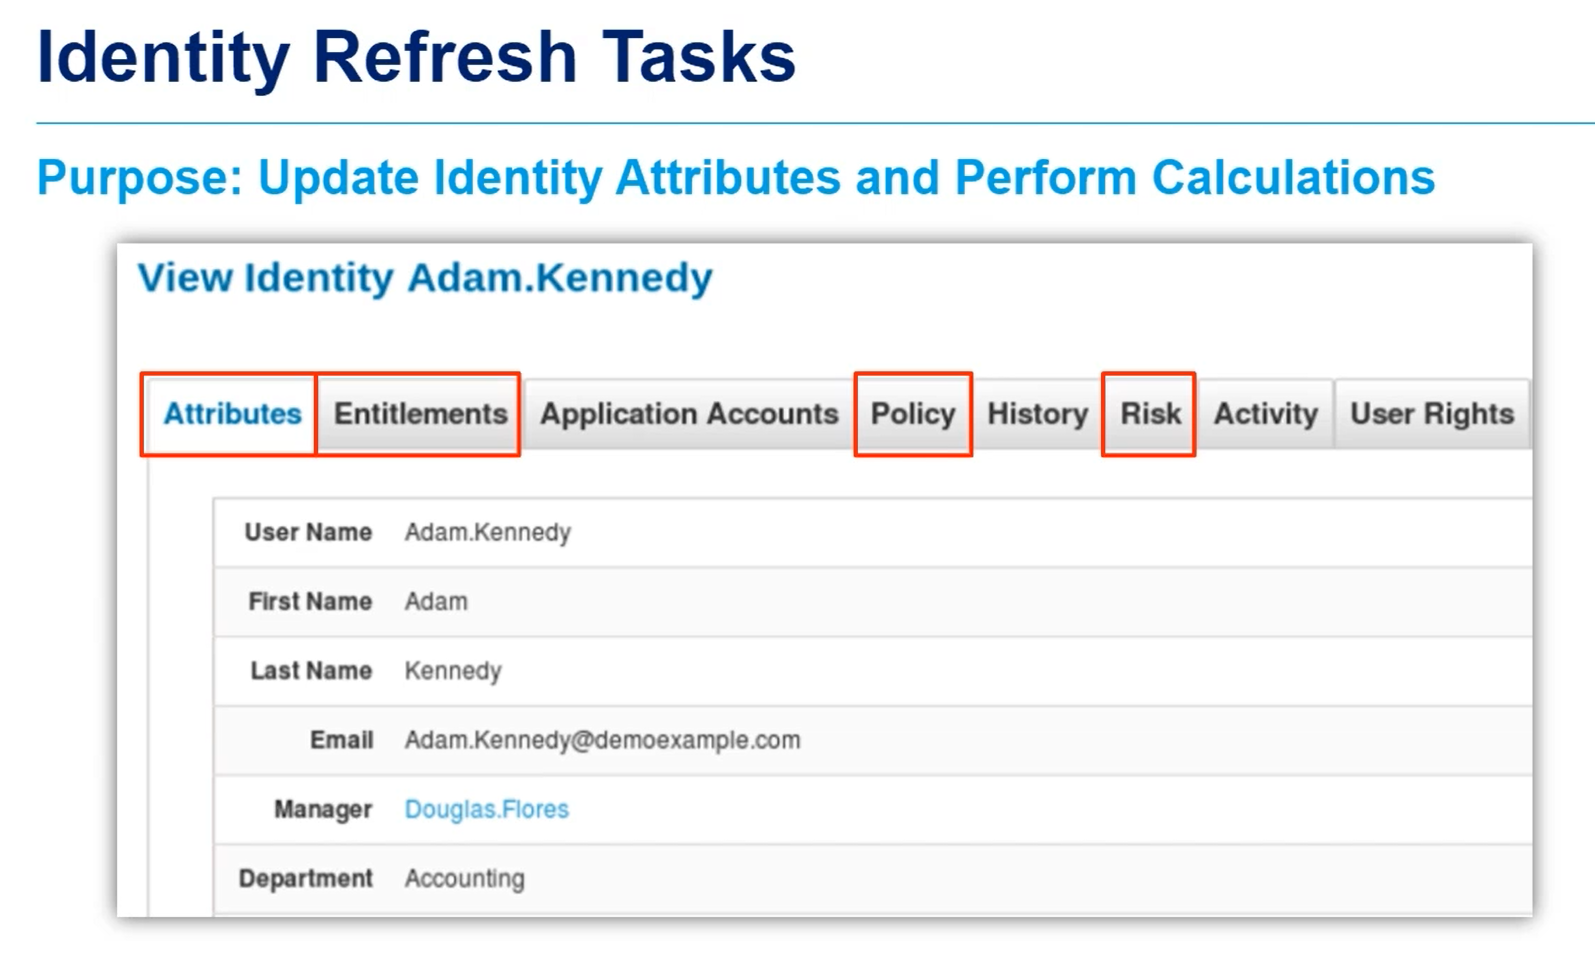 Identity Refresh Tasks
Purpose: Update Identity Attributes and Perform Calculations
View Identity Adam.Kennedy
Attributes Entitlements Application Accounts Policy History Risk Activity User Rights
User Name Adam.Kennedy
First Name Adam
Last Name Kennedy
Email Adam.Kennedy@demoexample.com
Manager Douglas.Flores
Department Accounting